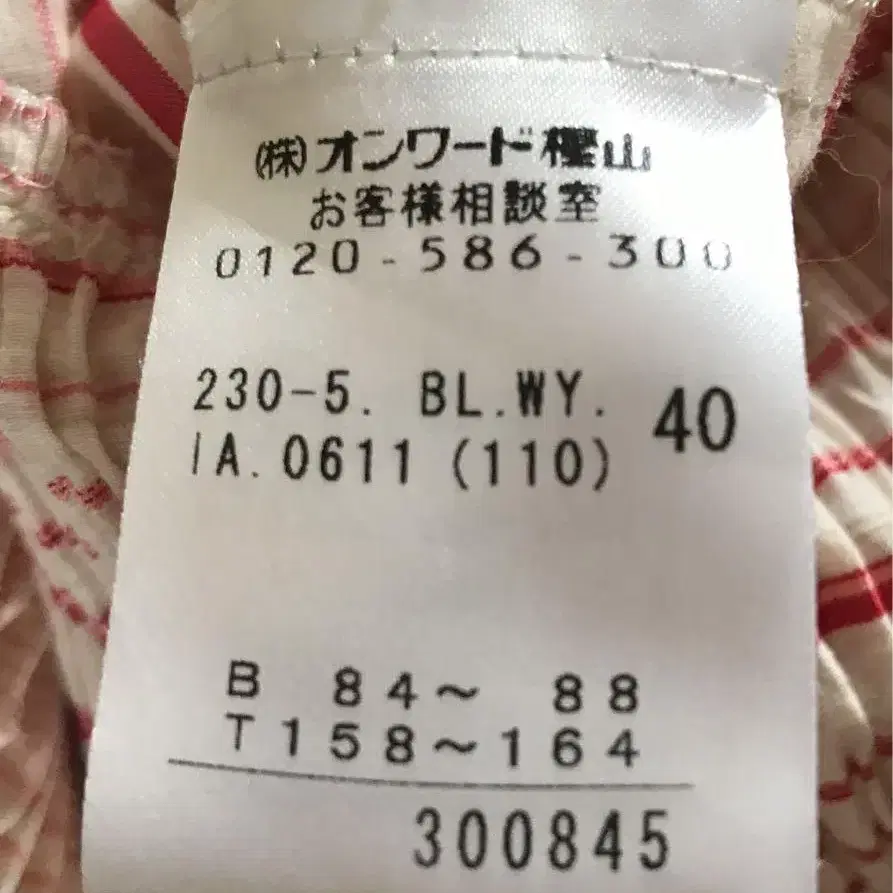 (株)オンワード樫山
お客様相談室
0120-586-300
230-5. BL.WY. 40
IA.0611 (110)
B 84~ 88
T158~164
300845